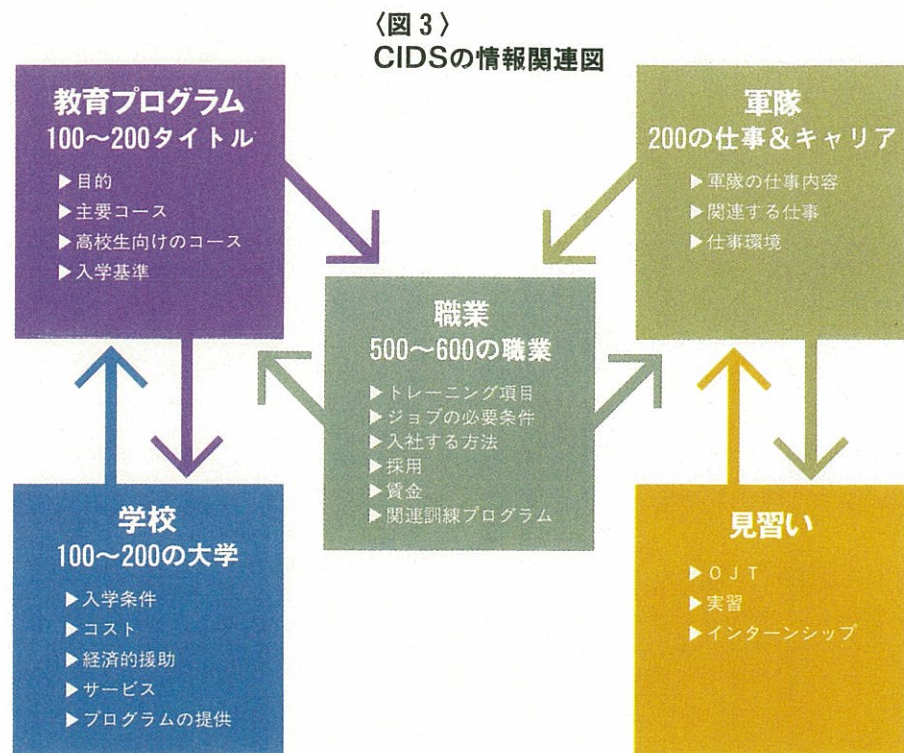 〈図3〉
CIDSの情報関連図
教育プログラム
100～200タイトル
▶目的
▶主要コース
▶高校生向けのコース
▶入学基準
軍隊
200の仕事＆キャリア
▶軍隊の仕事内容
▶関連する仕事
▶仕事環境
職業
500～600の職業
▶トレーニング項目
▶ジョブの必要条件
▶入社する方法
▶採用
▶賃金
▶関連訓練プログラム
学校
100～200の大学
▶入学条件
▶コスト
▶経済的援助
▶サービス
▶プログラムの提供
見習い
▶OJT
▶実習
▶インターンシップ